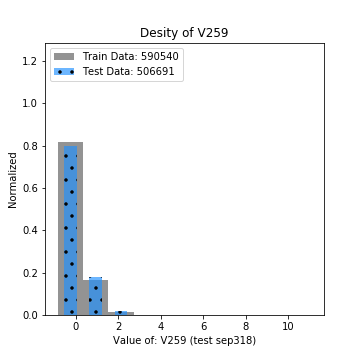 Desity of V259
Train Data: 590540
Test Data: 506691
1.2
1.0
0.8
0.6
0.4
0.2
0.0
Normalized
0 2 4 6 8 10
Value of: V259 (test sep318)